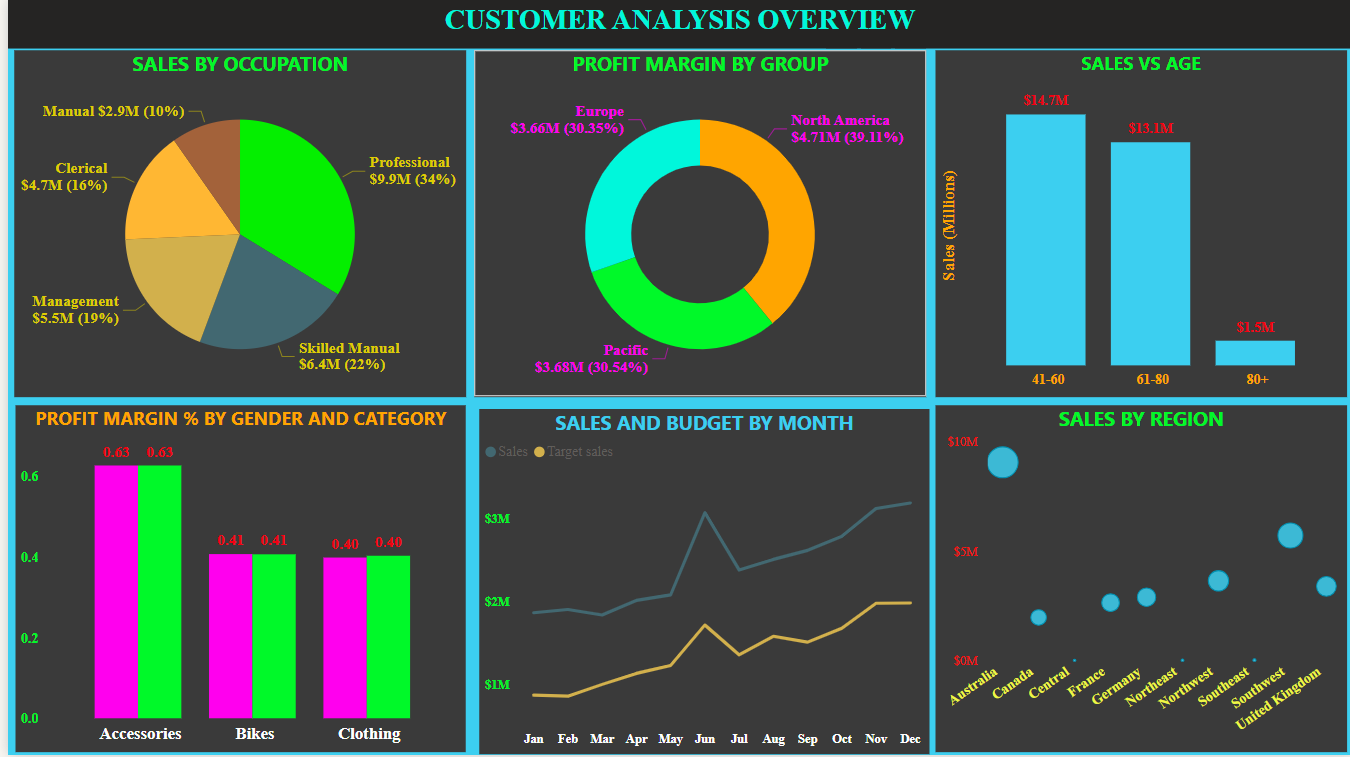 CUSTOMER ANALYSIS OVERVIEW
SALES BY OCCUPATION
Manual $2.9M (10%)
Professional
$9.9M (34%)
Clerical
$4.7M (16%)
Management
$5.5M (19%)
Skilled Manual
$6.4M (22%)
PROFIT MARGIN BY GROUP
Europe
$3.66M (30.35%)
North America
$4.71M (39.11%)
Pacific
$3.68M (30.54%)
SALES VS AGE
Sales (Millions)
$14.7M
$13.1M
$1.5M
41-60
61-80
80+
PROFIT MARGIN % BY GENDER AND CATEGORY
0.6
0.4
0.2
0.0
0.63
0.63
0.41
0.41
0.40
0.40
Accessories
Bikes
Clothing
SALES AND BUDGET BY MONTH
Sales
Target sales
$3M
$2M
$1M
Jan
Feb
Mar
Apr
May
Jun
Jul
Aug
Sep
Oct
Nov
Dec
SALES BY REGION
$10M
$5M
$0M
Australia
Canada
Central
France
Germany
Northeast
Northwest
Southeast
Southwest
United Kingdom